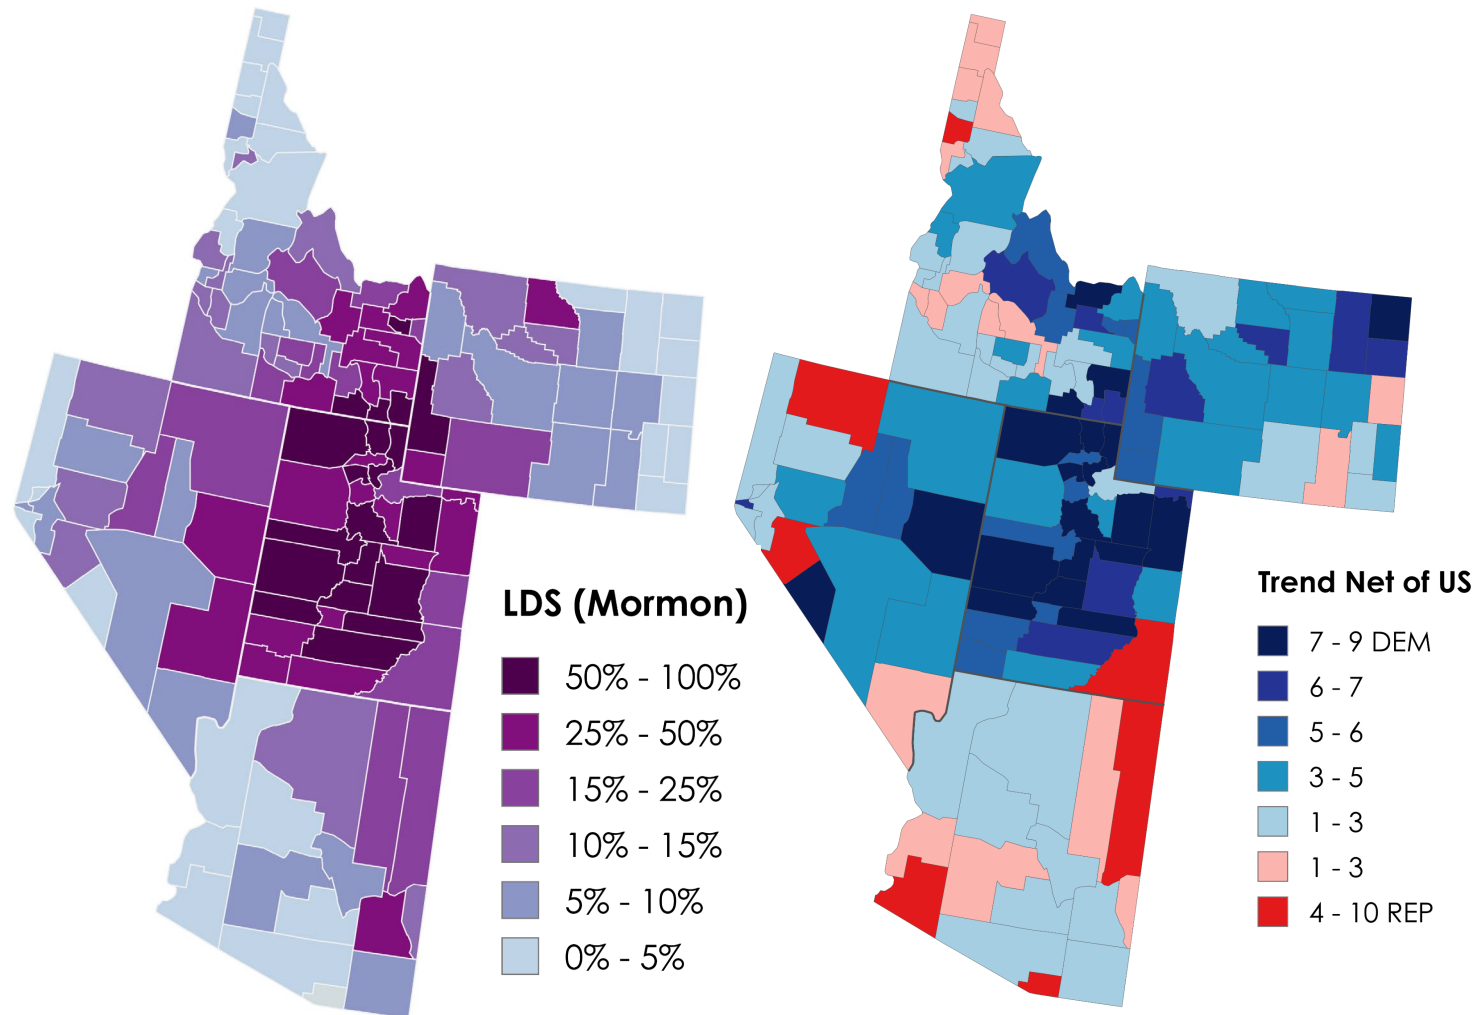 LDS (Mormon)
50% - 100%
25% - 50%
15% - 25%
10% - 15%
5% - 10%
0% - 5%
Trend Net of US
7 - 9 DEM
6 - 7
5 - 6
3 - 5
1 - 3
1 - 3
4 - 10 REP